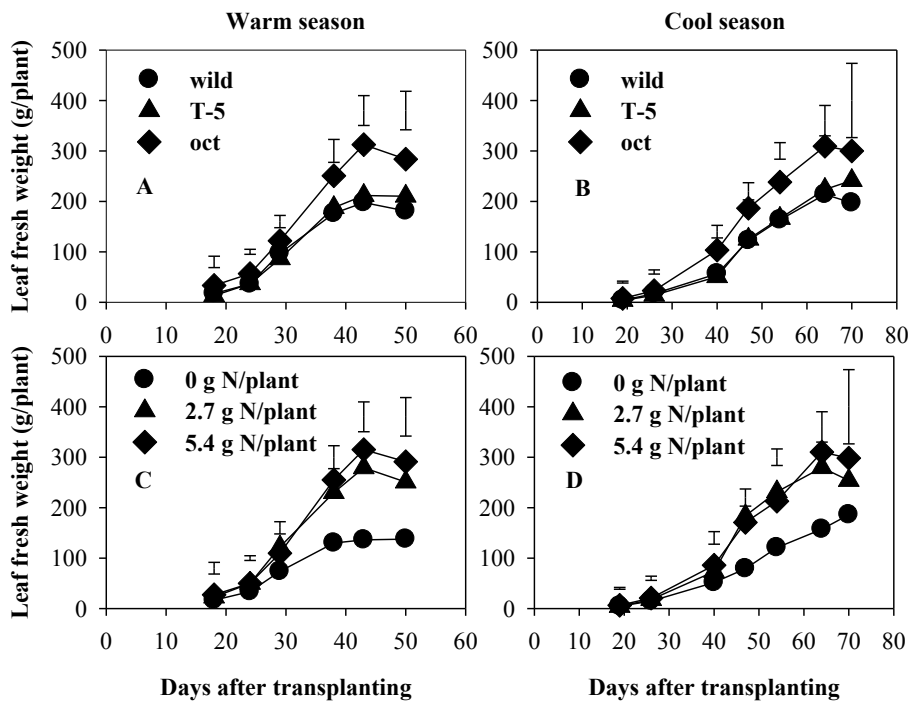 Warm season
Cool season
Leaf fresh weight (g/plant)
500
400
300
200
100
0
wild
T-5
oct
A
0 10 20 30 40 50 60
500
400
300
200
100
0
wild
T-5
oct
B
0 10 20 30 40 50 60 70 80
Leaf fresh weight (g/plant)
500
400
300
200
100
0
0 g N/plant
2.7 g N/plant
5.4 g N/plant
C
0 10 20 30 40 50 60
Days after transplanting
500
400
300
200
100
0
0 g N/plant
2.7 g N/plant
5.4 g N/plant
D
0 10 20 30 40 50 60 70 80
Days after transplanting